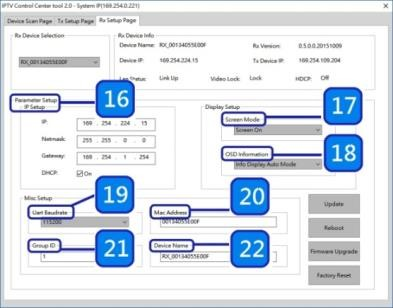 IPTV Control Center tool 2.0 - System IP(169.254.0.221)
Device Scan Page Tx Setup Page Rx Setup Page
Rx Device Selection
RX_00134055E00F
Rx Device Info
Device Name: RX_00134055E00F Rx Version: 0.5.0.0.20151009
Device IP: 169.254.224.15 Tx Device IP: 169.254.109.204
Lan Status: Link Up Video Lock: Lock HDCP: Off
Parameter Setup
IP Setup
16
IP: 169 . 254 . 224 . 15
Netmask: 255 . 255 . 0 . 0
Gateway: 169 . 254 . 1 . 254
DHCP: On
Display Setup
17
Screen Mode
Screen On
18
OSD Information
Info Display Auto Mode
Misc Setup
19
Uart Baudrate
115200
20
Mac Address
00134055E00F
21
Group ID
1
22
Device Name
RX_00134055E00F
Update
Reboot
Firmware Upgrade
Factory Reset